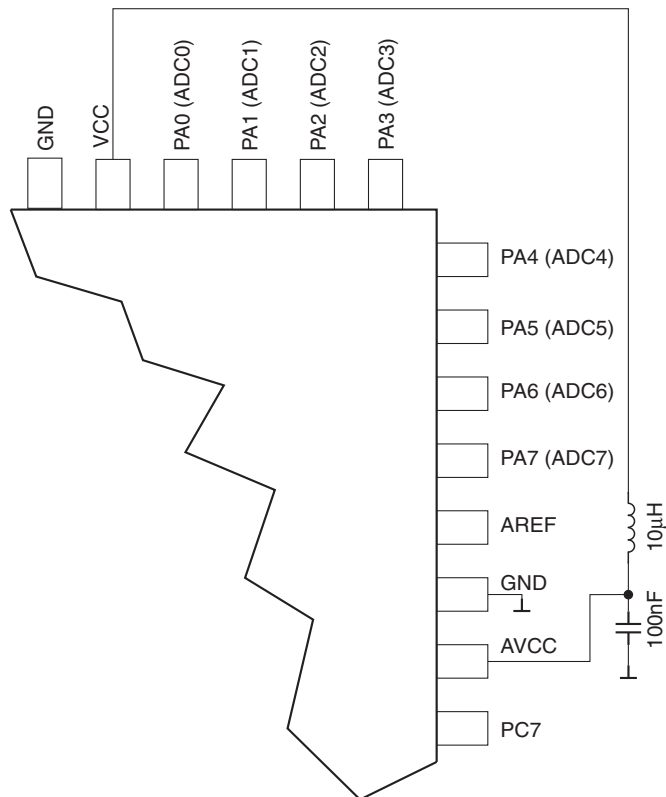 GND
VCC
PA0 (ADC0)
PA1 (ADC1)
PA2 (ADC2)
PA3 (ADC3)
PA4 (ADC4)
PA5 (ADC5)
PA6 (ADC6)
PA7 (ADC7)
AREF
10μH
GND
AVCC
100nF
PC7